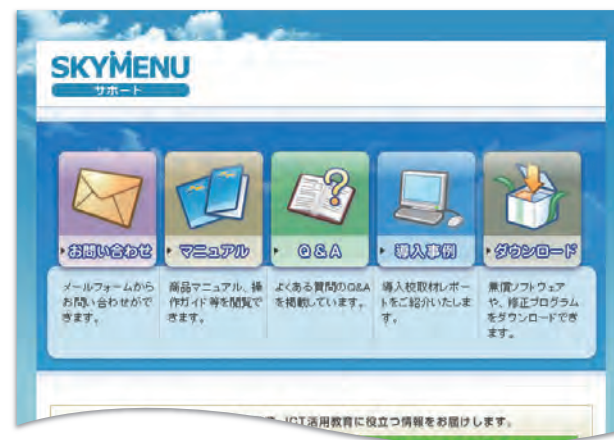 SKYMENU
サポート
お問い合わせ
マニュアル
Q&A
導入事例
ダウンロード
メールフォームから
お問い合わせがで
きます。
商品マニュアル、操
作ガイド等を閲覧で
きます。
よくある質問のQ&A
を掲載しています。
導入校取材レポー
トをご紹介いたしま
す。
無償ソフトウェア
や、修正プログラム
をダウンロードでき
ます。
ICT活用教育に役立つ情報をお届けします。